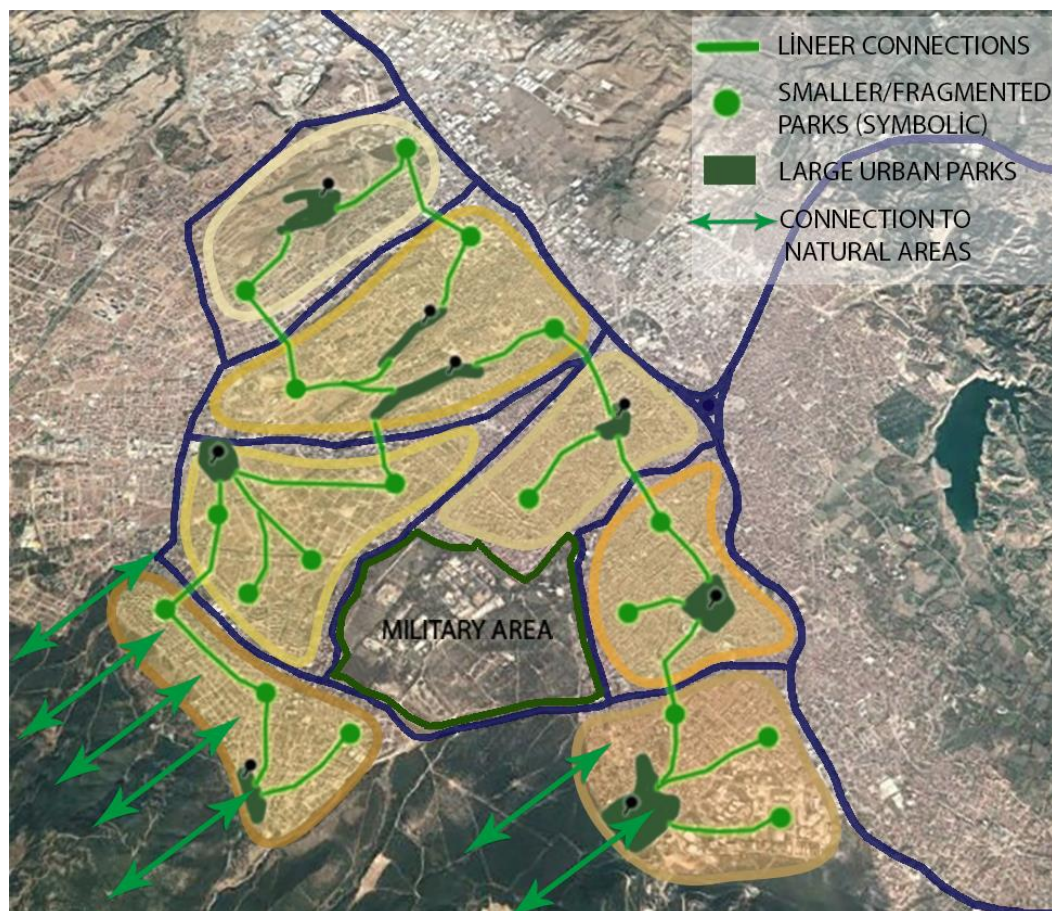 LİNEER CONNECTIONS
SMALLER/FRAGMENTED
PARKS (SYMBOLİC)
LARGE URBAN PARKS
CONNECTION TO
NATURAL AREAS
MILITARY AREA